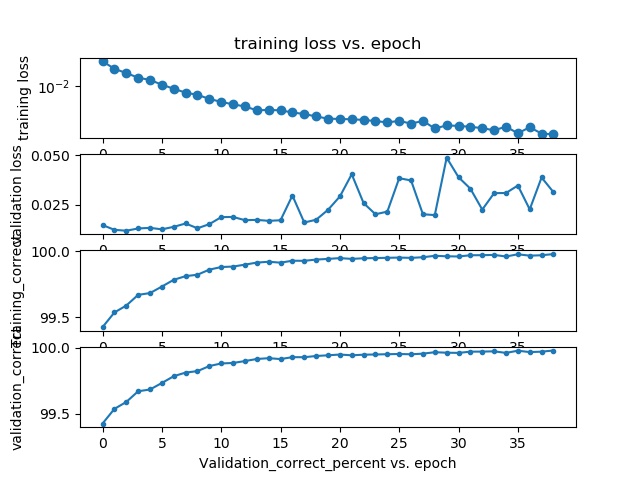 training loss vs. epoch
training loss
10⁻²
0 5 10 15 20 25 30 35
validation loss
0.050
0.025
0 5 10 15 20 25 30 35
Training_correct
100.0
99.5
0 5 10 15 20 25 30 35
validation_correct
100.0
99.5
0 5 10 15 20 25 30 35
Validation_correct_percent vs. epoch